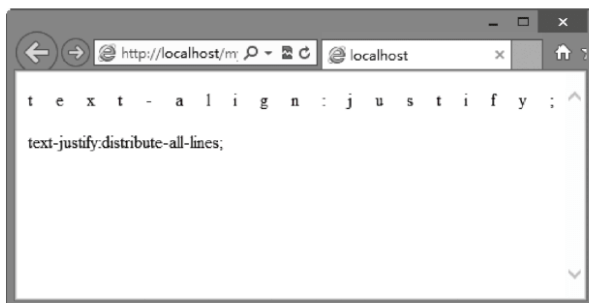 http://localhost/m localhost
t e x t - a l i g n : j u s t i f y ;
text-justify:distribute-all-lines;